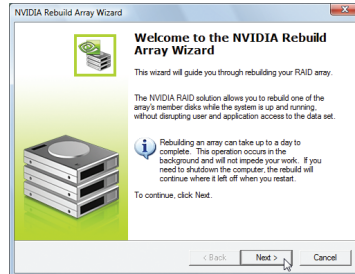 NVIDIA Rebuild Array Wizard
Welcome to the NVIDIA Rebuild
Array Wizard
This wizard will guide you through rebuilding your RAID array.
The NVIDIA RAID solution allows you to rebuild one of the
array's member disks while the system is up and running,
without disrupting user and application access to the data set.
Rebuilding an array can take up to a day to
complete. This operation occurs in the
background and will not impede your work. If you
need to shutdown the computer, the rebuild will
continue where it left off when you restart.
To continue, click Next.
< Back Next > Cancel